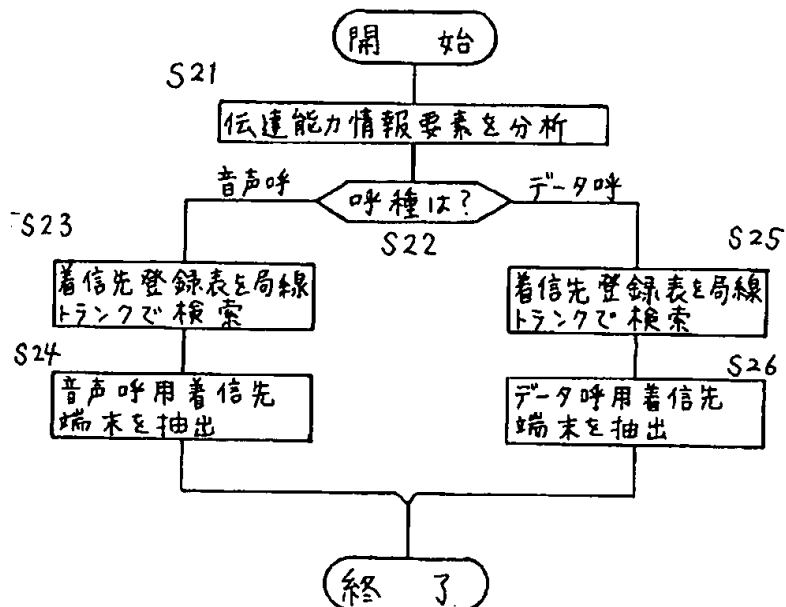 開 始
S21
伝達能力情報要素を分析
音声呼
呼種は?
データ呼
S22
S23
着信先登録表を局線
トランクで検索
S24
音声呼用着信先
端末を抽出
S25
着信先登録表を局線
トランクで検索
S26
データ呼用着信先
端末を抽出
終 了